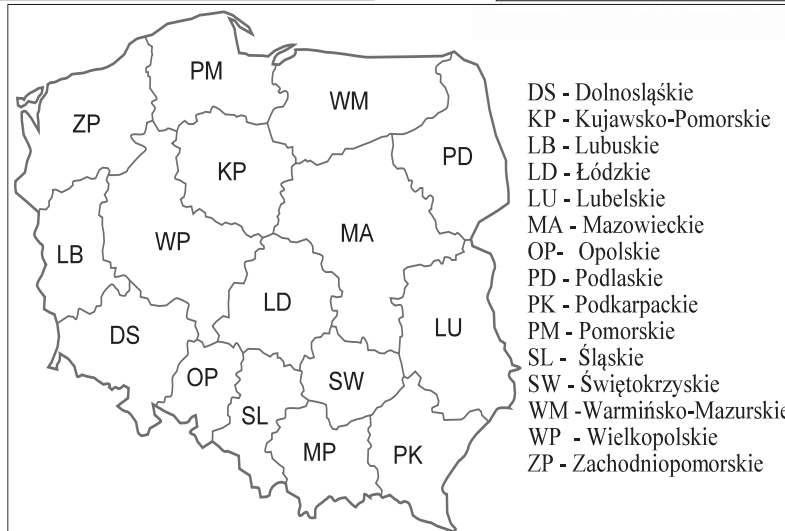 PM
WM
ZP
PD
KP
WP
MA
LB
LD
LU
DS
OP
SW
SL
MP
PK
DS - Dolnosląśkie
KP - Kujawsko-Pomorskie
LB - Lubuskie
LD - Łódzkie
LU - Lubelskie
MA - Mazowieckie
OP- Opolskie
PD - Podlaskie
PK - Podkarpackie
PM - Pomorskie
SL - Śląskie
SW - Świętokrzyskie
WM -Warmińsko-Mazurskie
WP - Wielkopolskie
ZP - Zachodniopomorskie